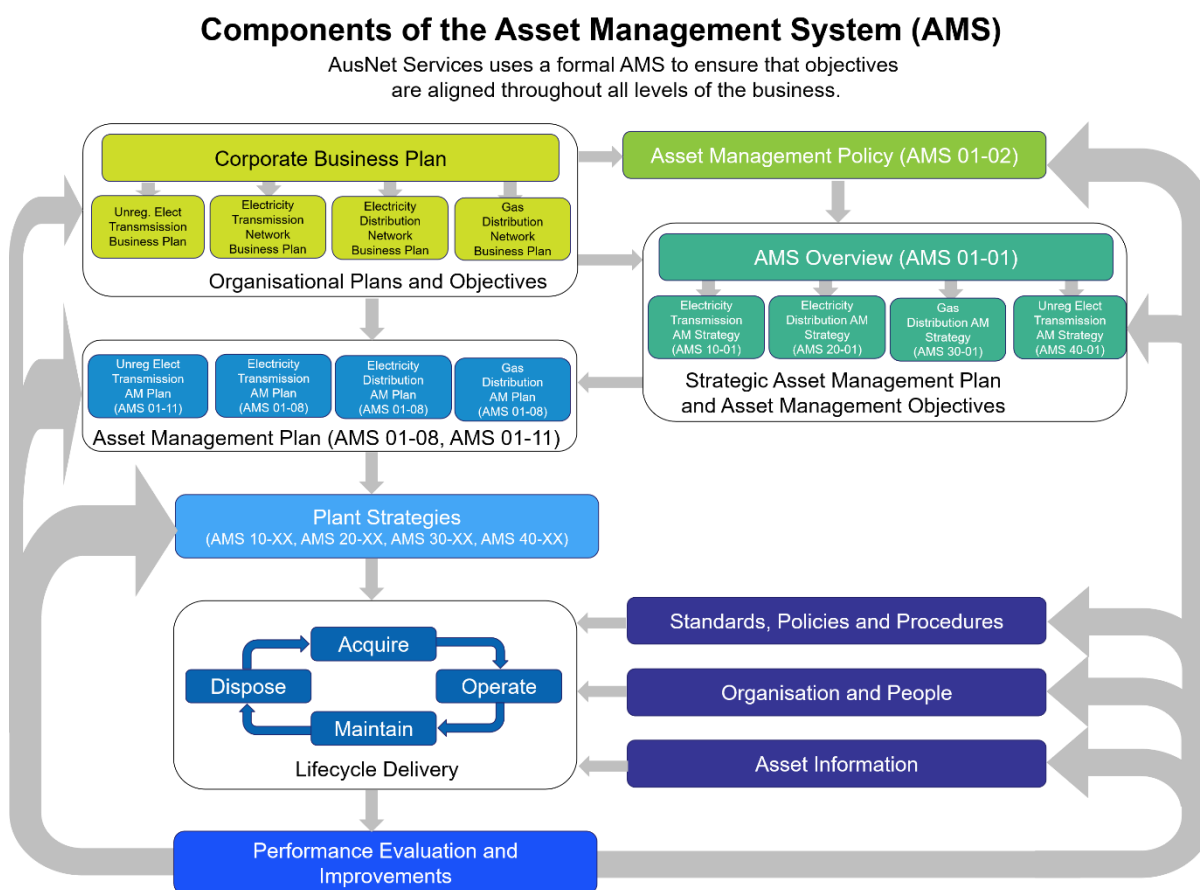 Components of the Asset Management System (AMS)
AusNet Services uses a formal AMS to ensure that objectives
are aligned throughout all levels of the business.
Corporate Business Plan
Unreg. Elect
Transmission
Business Plan
Electricity
Transmission
Network
Business Plan
Electricity
Distribution
Network
Business Plan
Gas
Distribution
Network
Business Plan
Organisational Plans and Objectives
Asset Management Policy (AMS 01-02)
AMS Overview (AMS 01-01)
Electricity
Transmission
AM Strategy
(AMS 10-01)
Electricity
Distribution AM
Strategy
(AMS 20-01)
Gas
Distribution AM
Strategy
(AMS 30-01)
Unreg Elect
Transmission
AM Strategy
(AMS 40-01)
Strategic Asset Management Plan
and Asset Management Objectives
Unreg Elect
Transmission
AM Plan
(AMS 01-11)
Electricity
Transmission
AM Plan
(AMS 01-08)
Electricity
Distribution
AM Plan
(AMS 01-08)
Gas
Distribution
AM Plan
(AMS 01-08)
Asset Management Plan (AMS 01-08, AMS 01-11)
Plant Strategies
(AMS 10-XX, AMS 20-XX, AMS 30-XX, AMS 40-XX)
Acquire
Dispose
Operate
Maintain
Lifecycle Delivery
Standards, Policies and Procedures
Organisation and People
Asset Information
Performance Evaluation and
Improvements